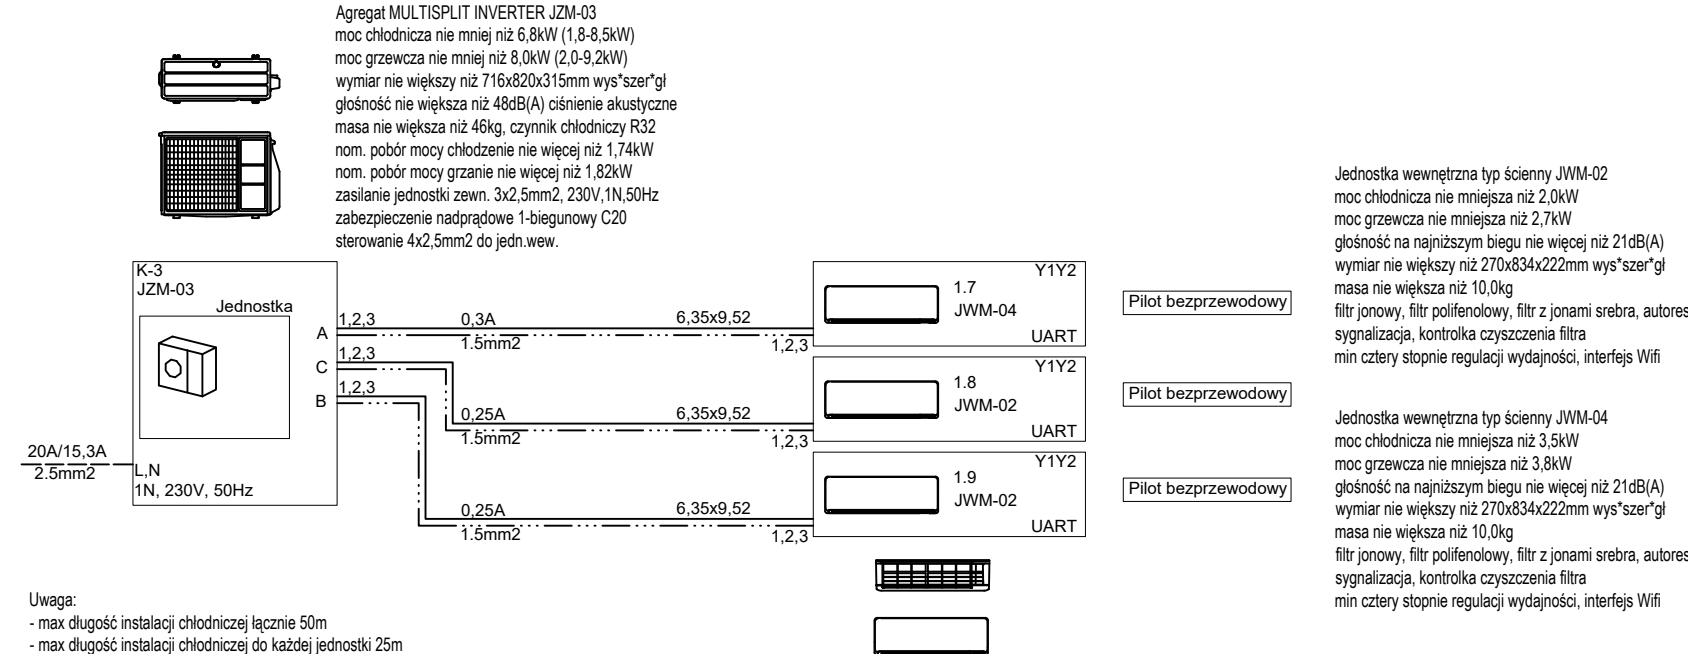 Agregat MULTISPLIT INVERTER JZM-03
moc chłodnicza nie mniej niż 6,8kW (1,8-8,5kW)
moc grzewcza nie mniej niż 8,0kW (2,0-9,2kW)
wymiar nie większy niż 716x820x315mm wys*szer*gł
głośność nie większa niż 48dB(A) ciśnienie akustyczne
masa nie większa niż 46kg, czynnik chłodniczy R32
nom. pobór mocy chłodzenie nie więcej niż 1,74kW
nom. pobór mocy grzanie nie więcej niż 1,82kW
zasilanie jednostki zewn. 3x2,5mm2, 230V,1N,50Hz
zabezpieczenie nadprądowe 1-biegunowy C20
sterowanie 4x2,5mm2 do jedn.wew.
K-3
JZM-03
Jednostka
A
C
B
20A/15,3A
2.5mm2
L,N
1N, 230V, 50Hz
1,2,3
0,3A
6,35x9,52
1.5mm2
1,2,3
1,2,3
0,25A
6,35x9,52
1.5mm2
1,2,3
1,2,3
0,25A
6,35x9,52
1.5mm2
1,2,3
Y1Y2
1.7
JWM-04
UART
Y1Y2
1.8
JWM-02
UART
Y1Y2
1.9
JWM-02
UART
Pilot bezprzewodowy
Pilot bezprzewodowy
Pilot bezprzewodowy
Jednostka wewnętrzna typ ścienny JWM-02
moc chłodnicza nie mniejsza niż 2,0kW
moc grzewcza nie mniejsza niż 2,7kW
głośność na najniższym biegu nie więcej niż 21dB(A)
wymiar nie większy niż 270x834x222mm wys*szer*gł
masa nie większa niż 10,0kg
filtr jonowy, filtr polifenolowy, filtr z jonami srebra, autores
sygnalizacja, kontrolka czyszczenia filtra
min cztery stopnie regulacji wydajności, interfejs Wifi
Jednostka wewnętrzna typ ścienny JWM-04
moc chłodnicza nie mniejsza niż 3,5kW
moc grzewcza nie mniejsza niż 3,8kW
głośność na najniższym biegu nie więcej niż 21dB(A)
wymiar nie większy niż 270x834x222mm wys*szer*gł
masa nie większa niż 10,0kg
filtr jonowy, filtr polifenolowy, filtr z jonami srebra, autores
sygnalizacja, kontrolka czyszczenia filtra
min cztery stopnie regulacji wydajności, interfejs Wifi
Uwaga:
- max długość instalacji chłodniczej łącznie 50m
- max długość instalacji chłodniczej do każdej jednostki 25m